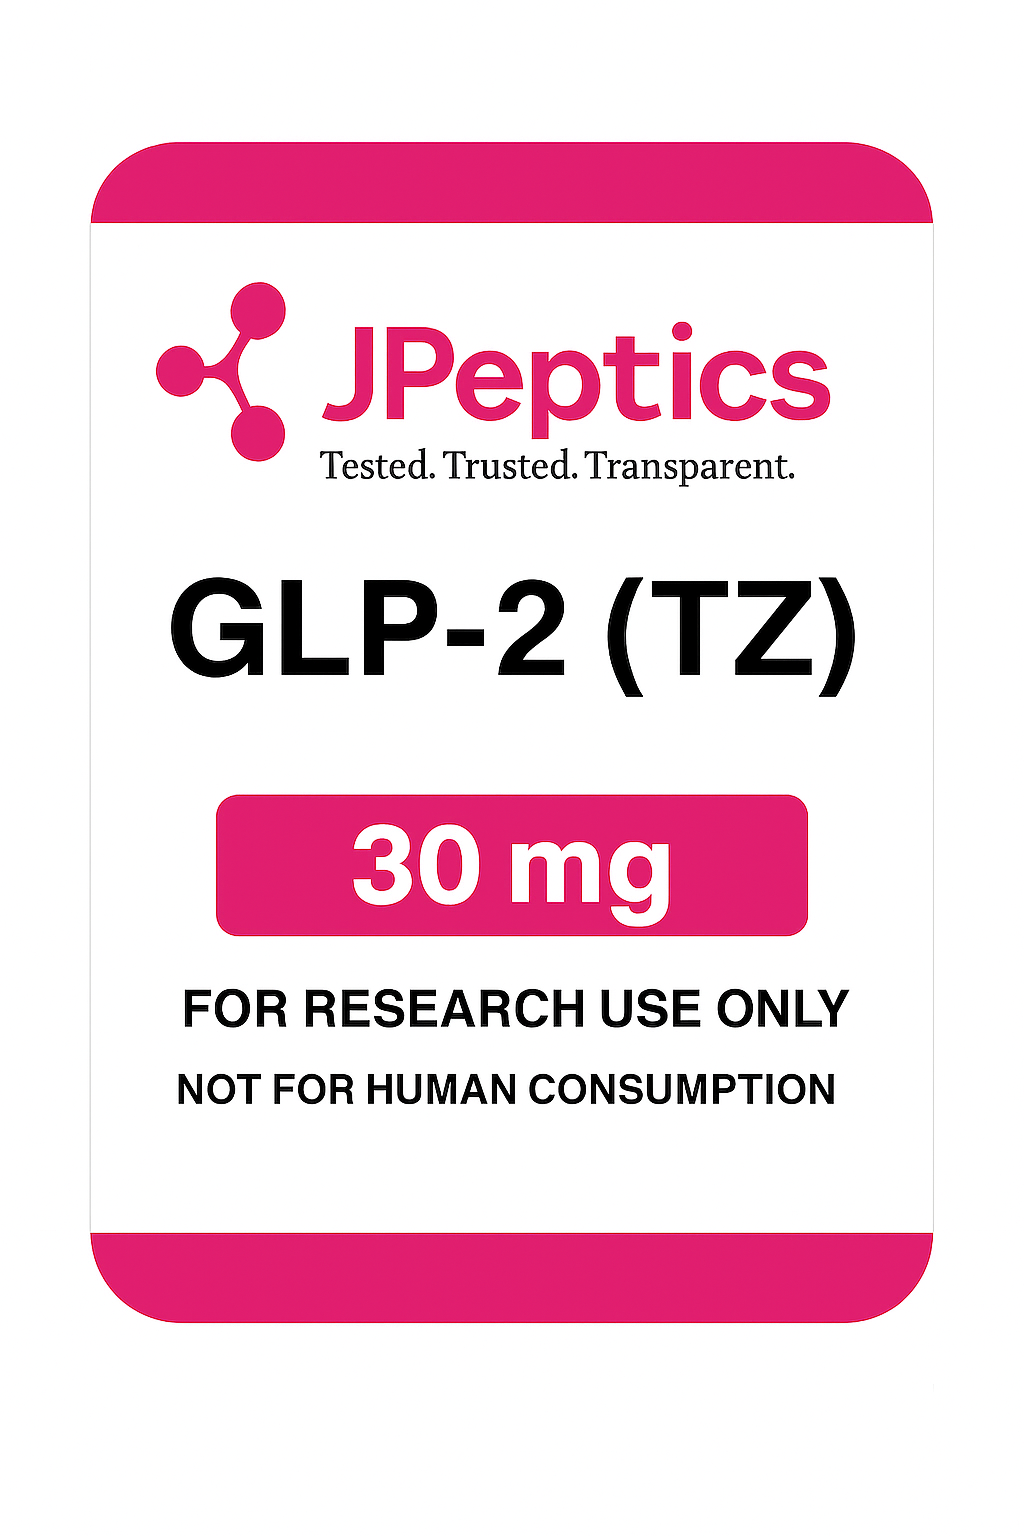 JPeptics
Tested. Trusted. Transparent.
GLP-2 (TZ)
30 mg
FOR RESEARCH USE ONLY
NOT FOR HUMAN CONSUMPTION